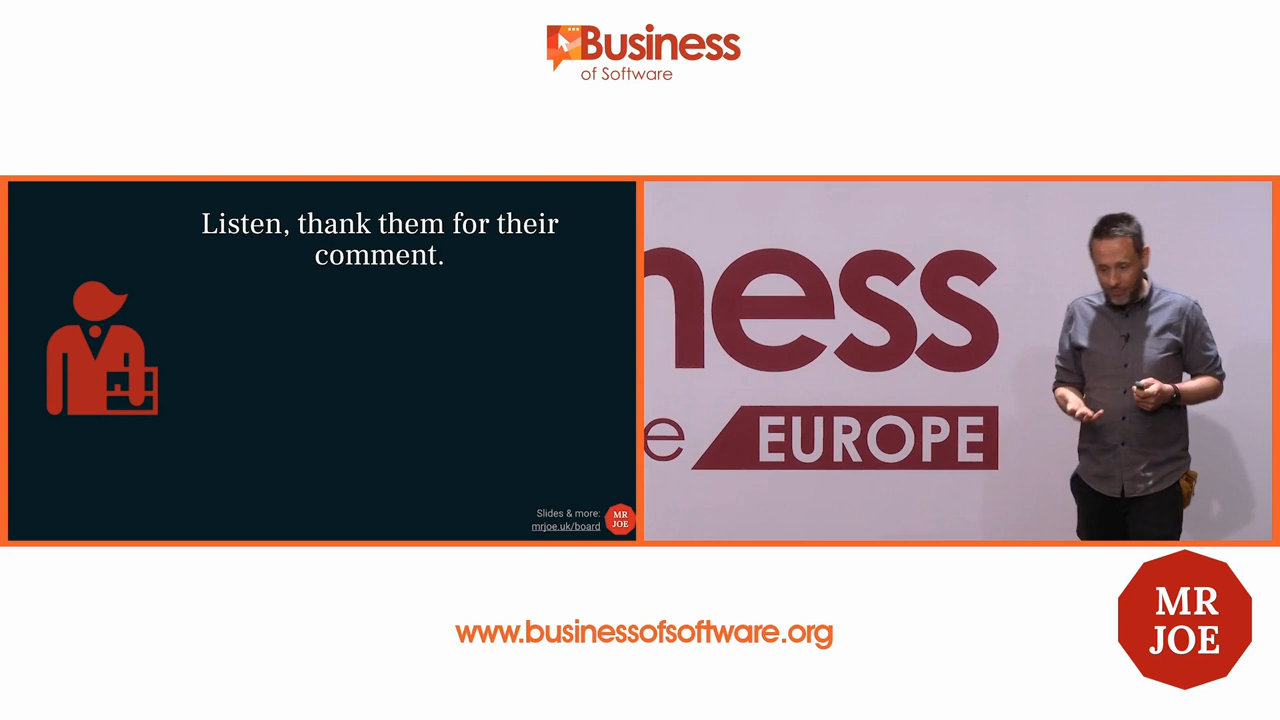 Business
of Software
Listen, thank them for their
comment.
Slides & more:
mrjoe.uk/board
MR
JOE
ness
e
EUROPE
www.businessofsoftware.org
MR
JOE